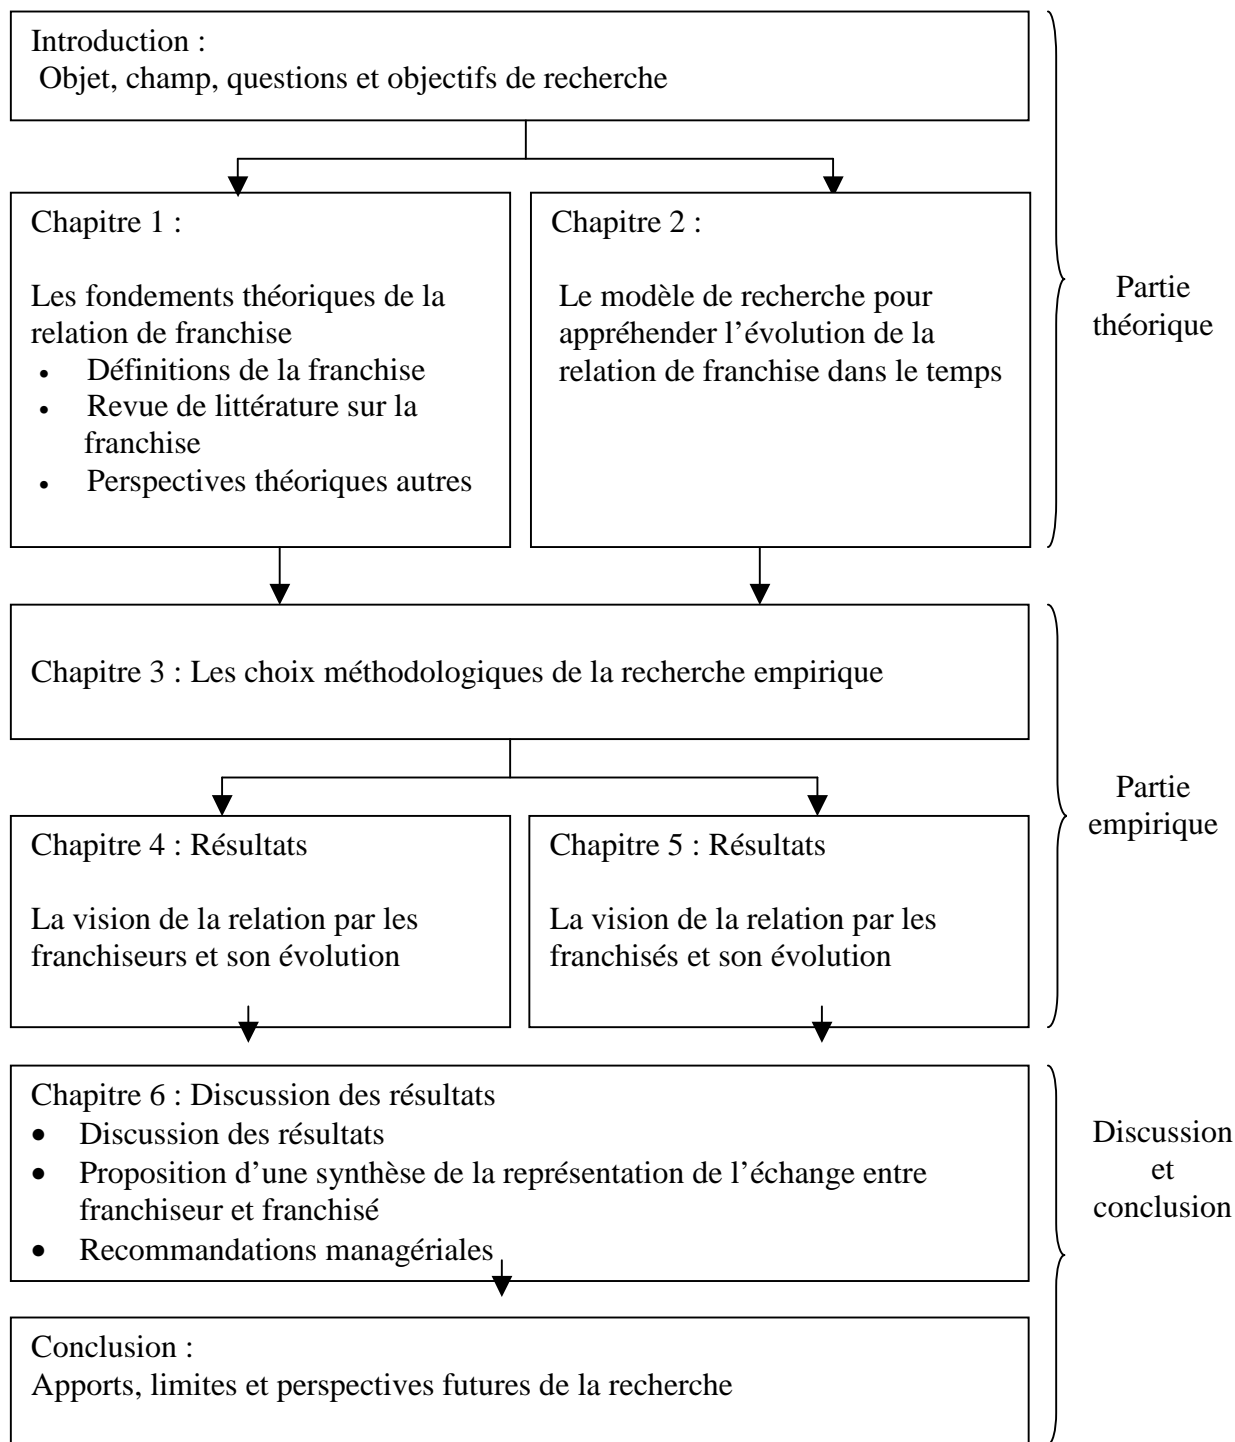 Introduction :
Objet, champ, questions et objectifs de recherche
Chapitre 1 :
Les fondements théoriques de la
relation de franchise
• Définitions de la franchise
• Revue de littérature sur la
franchise
• Perspectives théoriques autres
Chapitre 2 :
Le modèle de recherche pour
appréhender l’évolution de la
relation de franchise dans le temps
Partie
théorique
Chapitre 3 : Les choix méthodologiques de la recherche empirique
Chapitre 4 : Résultats
La vision de la relation par les
franchiseurs et son évolution
Chapitre 5 : Résultats
La vision de la relation par les
franchisés et son évolution
Partie
empirique
Chapitre 6 : Discussion des résultats
• Discussion des résultats
• Proposition d’une synthèse de la représentation de l’échange entre
franchiseur et franchisé
• Recommandations managériales
Conclusion :
Apports, limites et perspectives futures de la recherche
Discussion
et
conclusion